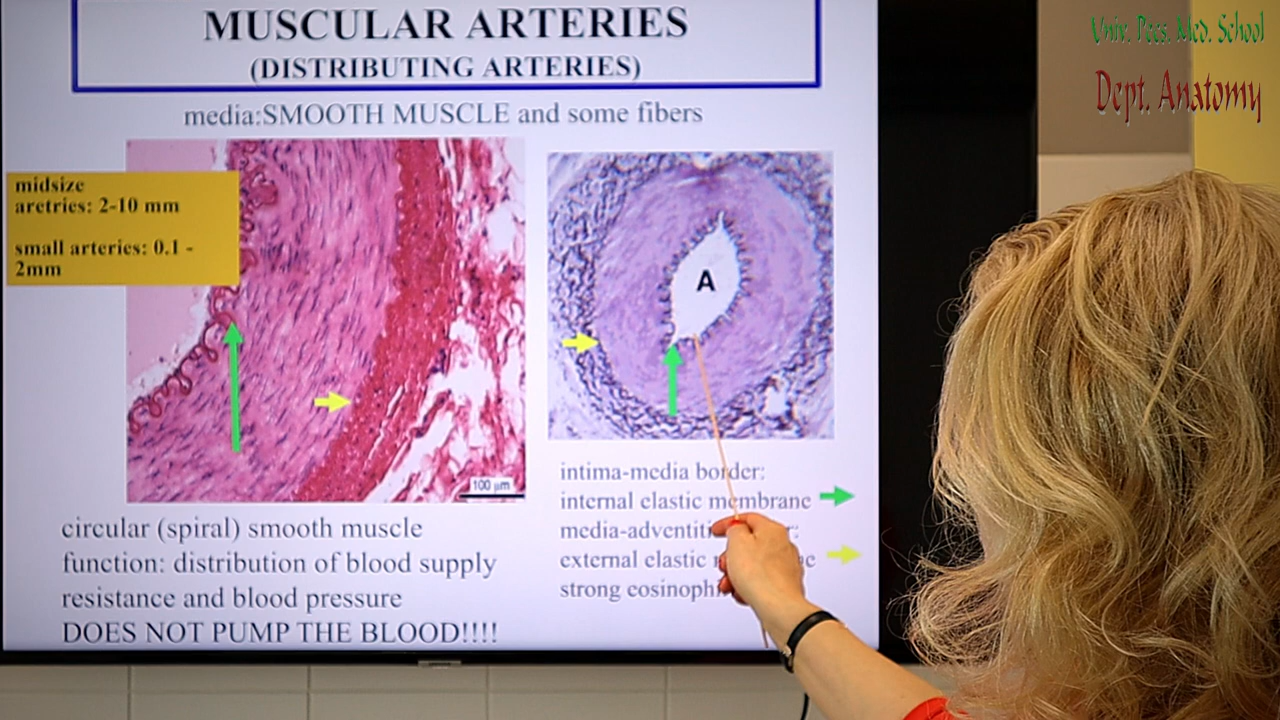 MUSCULAR ARTERIES
(DISTRIBUTING ARTERIES)
media:SMOOTH MUSCLE and some fibers
midsize
aretries: 2-10 mm
small arteries: 0.1 -
2mm
A
100 µm
circular (spiral) smooth muscle
function: distribution of blood supply
resistance and blood pressure
DOES NOT PUMP THE BLOOD!!!!
intima-media border:
internal elastic membrane
media-adventiti
external elastic
strong eosinoph
Univ. Pecs. Med. School
Dept. Anatomy